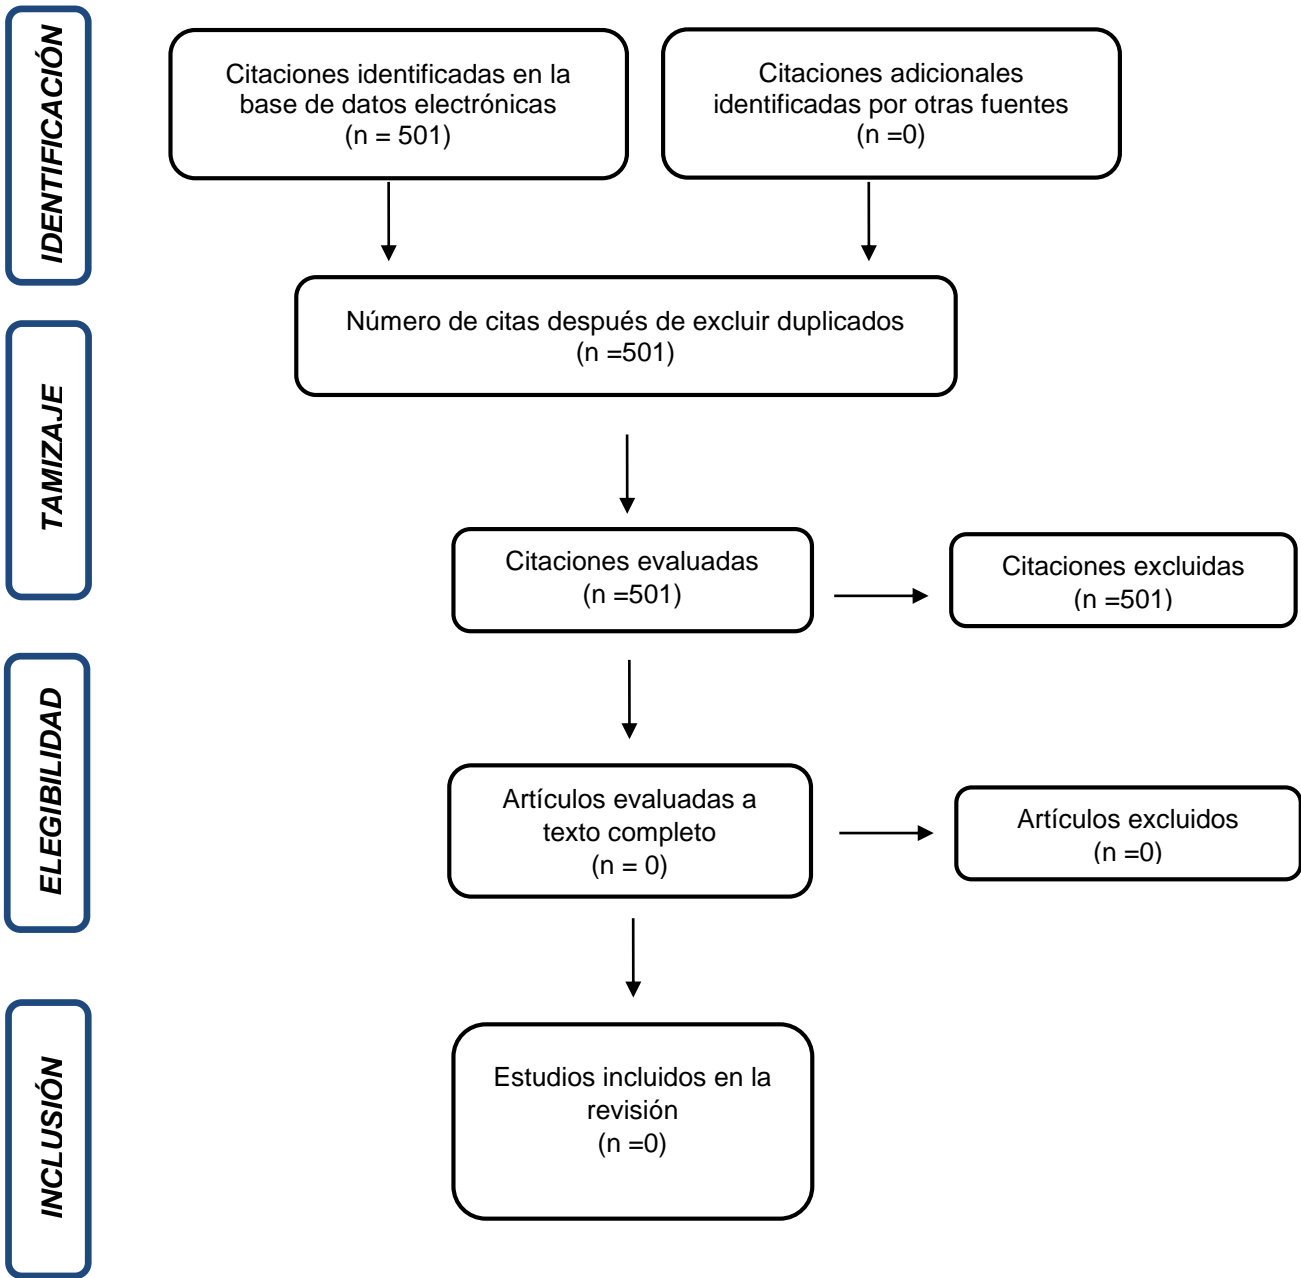 IDENTIFICACIÓN
Citaciones identificadas en la
base de datos electrónicas
(n = 501)
Citaciones adicionales
identificadas por otras fuentes
(n =0)
Número de citas después de excluir duplicados
(n =501)
TAMIZAJE
Citaciones evaluadas
(n =501)
Citaciones excluidas
(n =501)
ELEGIBILIDAD
Artículos evaluadas a
texto completo
(n = 0)
Artículos excluidos
(n =0)
INCLUSIÓN
Estudios incluidos en la
revisión
(n =0)